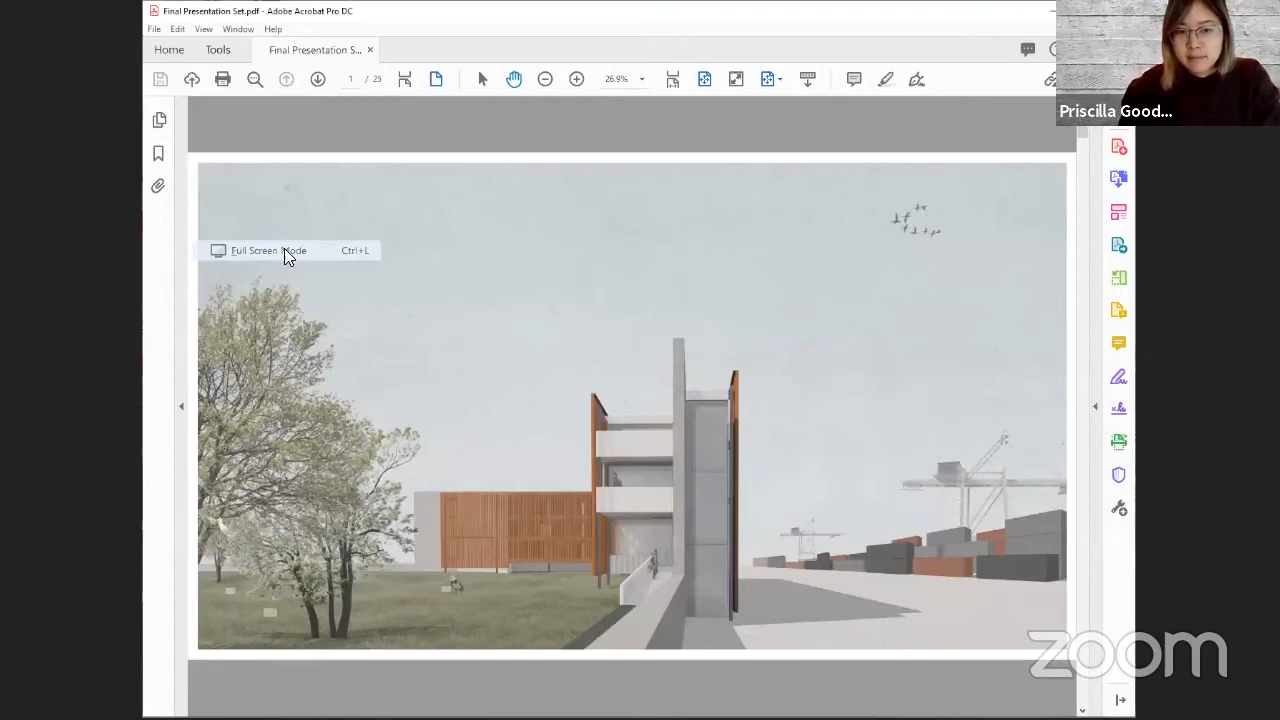 Final Presentation Set.pdf - Adobe Acrobat Pro DC
File Edit View Window Help
Home Tools Final Presentation S... ×
1 / 25 26.9%
Priscilla Good...
Full Screen Mode Ctrl+L
zoom